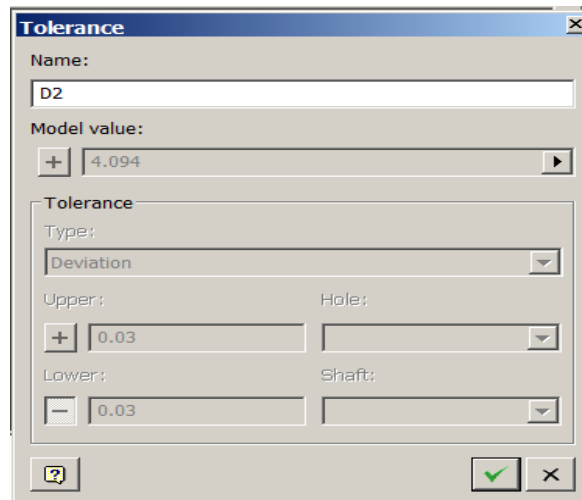 Tolerance
Name:
D2
Model value:
+ 4.094
Tolerance
Type:
Deviation
Upper: Hole:
+ 0.03
Lower: Shaft:
− 0.03
?